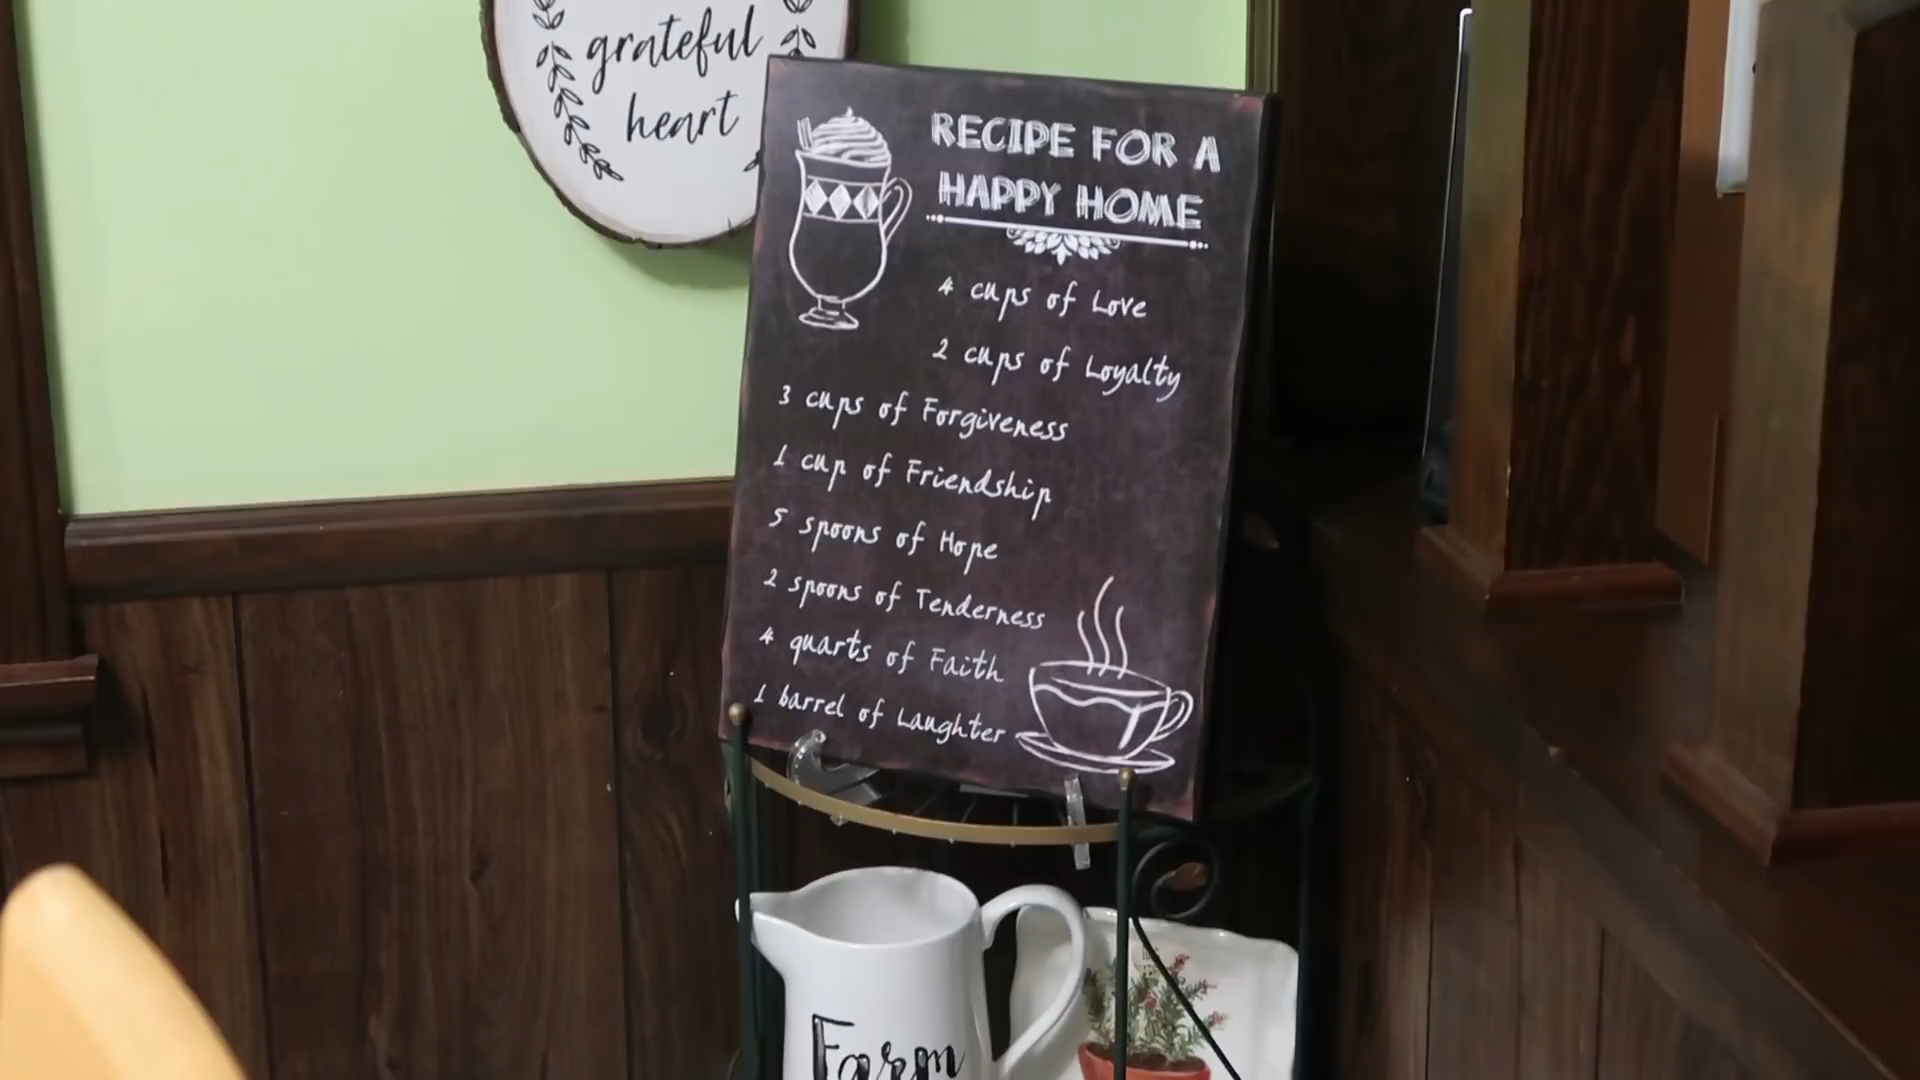 grateful
heart
RECIPE FOR A
HAPPY HOME
4 cups of Love
2 cups of Loyalty
3 cups of Forgiveness
1 cup of Friendship
5 spoons of Hope
2 spoons of Tenderness
4 quarts of Faith
1 barrel of Laughter
Farm